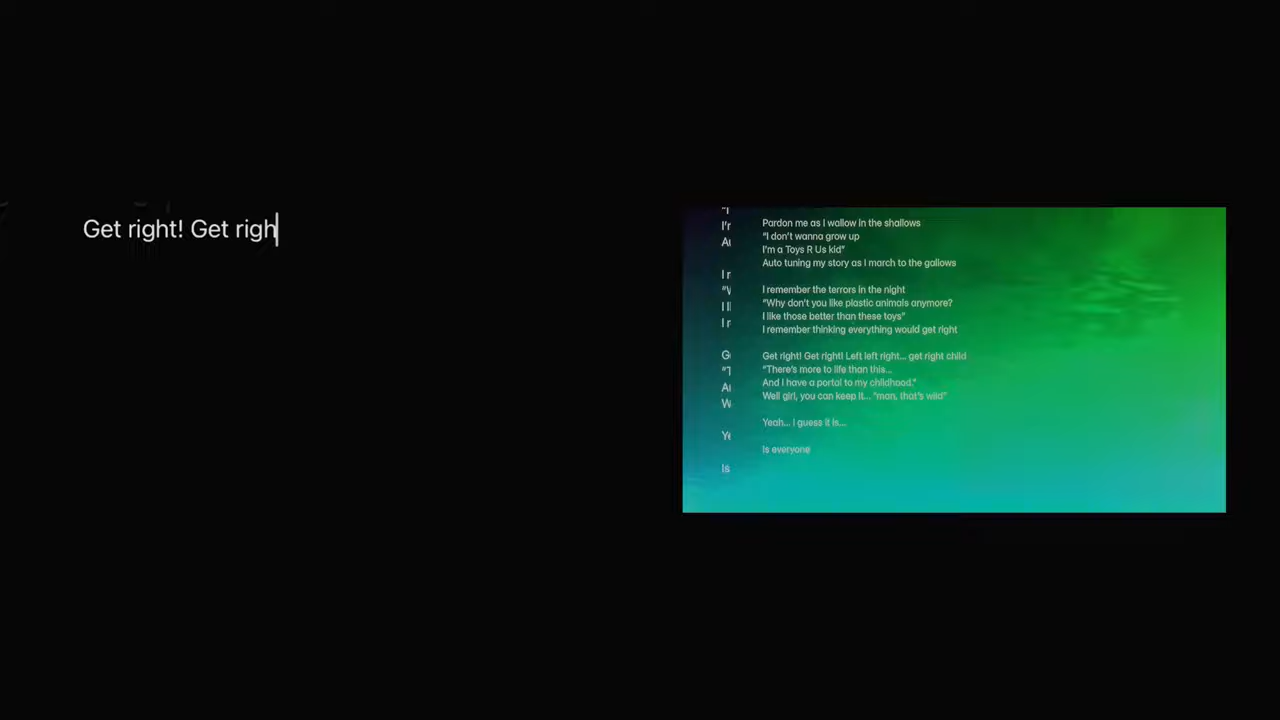 Get right! Get righ
Pardon me as I wallow in the shallows
“I don’t wanna grow up
I’m a Toys R Us kid”
Auto tuning my story as I march to the gallows
I remember the terrors in the night
“Why don’t you like plastic animals anymore?
I like those better than these toys”
I remember thinking everything would get right
Get right! Get right! Left left right... get right child
“There’s more to life than this...
And I have a portal to my childhood.”
Well girl, you can keep it... “man, that’s wild”
Yeah... I guess it is...
Is everyone